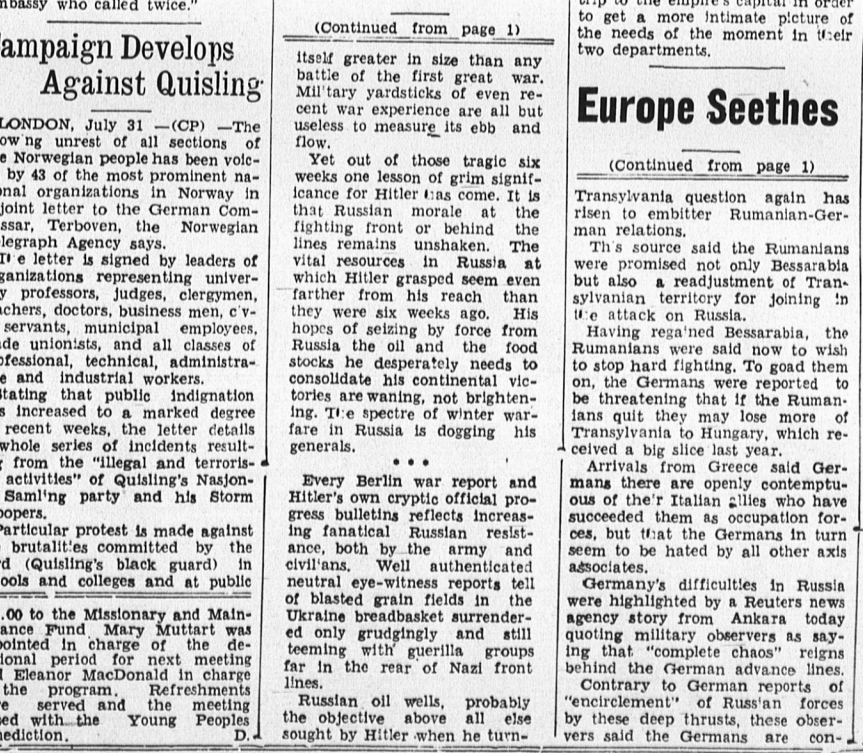 mbassy who called twice."
ampaign Develops
Against Quisling
LONDON, July 31 —(CP) —The
owing unrest of all sections of
e Norwegian people has been voic-
by 43 of the most prominent na-
onal organizations in Norway in
joint letter to the German Com-
ssar, Terboven, the Norwegian
legraph Agency says.
The letter is signed by leaders of
ganizations representing univer-
y professors, judges, clergymen,
achers, doctors, business men, civ-
servants, municipal employees,
de unionists, and all classes of
ofessional, technical, administra-
e and industrial workers.
tating that public indignation
s increased to a marked degree
recent weeks, the letter details
whole series of incidents result-
g from the "illegal and terroris-
activities" of Quisling's Nasjon-
Samling party and his Storm
oopers.
Particular protest is made against
brutalities committed by the
d (Quisling's black guard) in
ools and colleges and at public
.00 to the Missionary and Main-
ance Fund Mary Muttart was
pointed in charge of the de-
ional period for next meeting
d Eleanor MacDonald in charge
the program. Refreshments
e served and the meeting
ed with the Young Peoples
nediction. D.
(Continued from page 1)
itself greater in size than any
battle of the first great war.
Military yardsticks of even re-
cent war experience are all but
useless to measure its ebb and
flow.
Yet out of those tragic six
weeks one lesson of grim signif-
icance for Hitler has come. It is
that Russian morale at the
fighting front or behind the
lines remains unshaken. The
vital resources in Russia at
which Hitler grasped seem even
farther from his reach than
they were six weeks ago. His
hopes of seizing by force from
Russia the oil and the food
stocks he desperately needs to
consolidate his continental vic-
tories are waning, not brighten-
ing. The spectre of winter war-
fare in Russia is dogging his
generals.
• • •
Every Berlin war report and
Hitler's own cryptic official pro-
gress bulletins reflects increas-
ing fanatical Russian resist-
ance, both by the army and
civilians. Well authenticated
neutral eye-witness reports tell
of blasted grain fields in the
Ukraine breadbasket surrender-
ed only grudgingly and still
teeming with guerilla groups
far in the rear of Nazi front
lines.
Russian oil wells, probably
the objective above all else
sought by Hitler when he turn-
trip to the empire's capital in order
to get a more intimate picture of
the needs of the moment in their
two departments.
Europe Seethes
(Continued from page 1)
Transylvania question again has
risen to embitter Rumanian-Ger-
man relations.
This source said the Rumanians
were promised not only Bessarabia
but also a readjustment of Tran-
sylvanian territory for joining in
the attack on Russia.
Having regained Bessarabia, the
Rumanians were said now to wish
to stop hard fighting. To goad them
on, the Germans were reported to
be threatening that if the Ruman-
ians quit they may lose more of
Transylvania to Hungary, which re-
ceived a big slice last year.
Arrivals from Greece said Ger-
mans there are openly contemptu-
ous of their Italian allies who have
succeeded them as occupation for-
ces, but that the Germans in turn
seem to be hated by all other axis
associates.
Germany's difficulties in Russia
were highlighted by a Reuters news
agency story from Ankara today
quoting military observers as say-
ing that "complete chaos" reigns
behind the German advance lines.
Contrary to German reports of
"encirclement" of Russian forces
by these deep thrusts, these obser-
vers said the Germans are con-